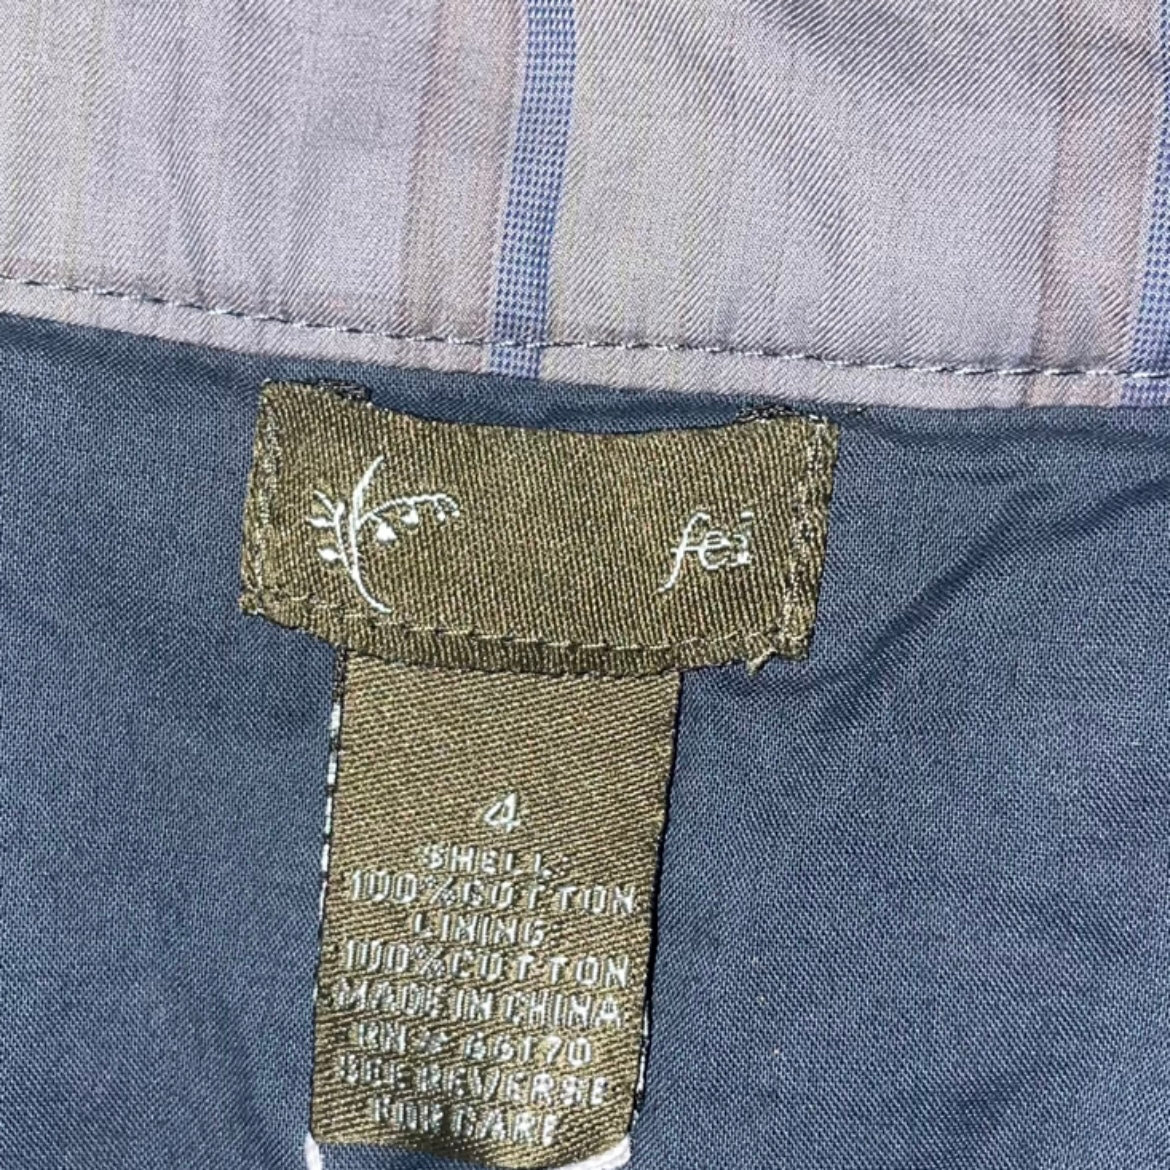 fei
4
SHELL:
100%COTTON
LINING:
100%COTTON
MADE IN CHINA
RN# 66170
SEE REVERSE
FOR CARE